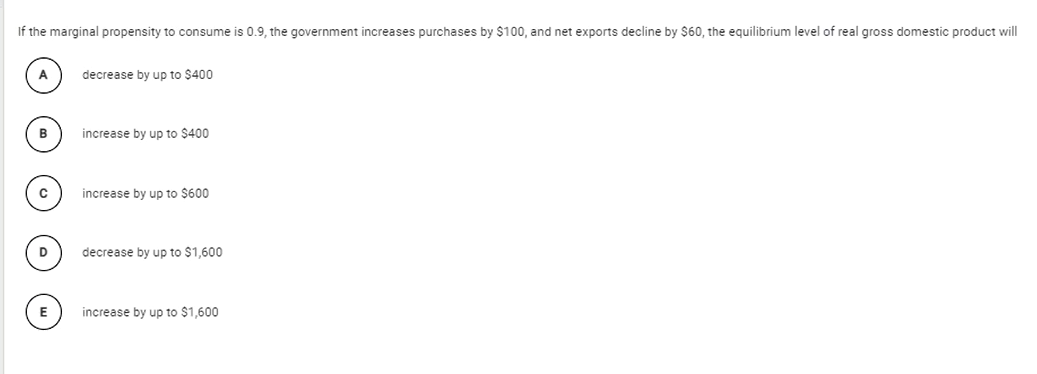 If the marginal propensity to consume is 0.9, the government increases purchases by $100, and net exports decline by $60, the equilibrium level of real gross domestic product will
A decrease by up to $400
B increase by up to $400
C increase by up to $600
D decrease by up to $1,600
E increase by up to $1,600